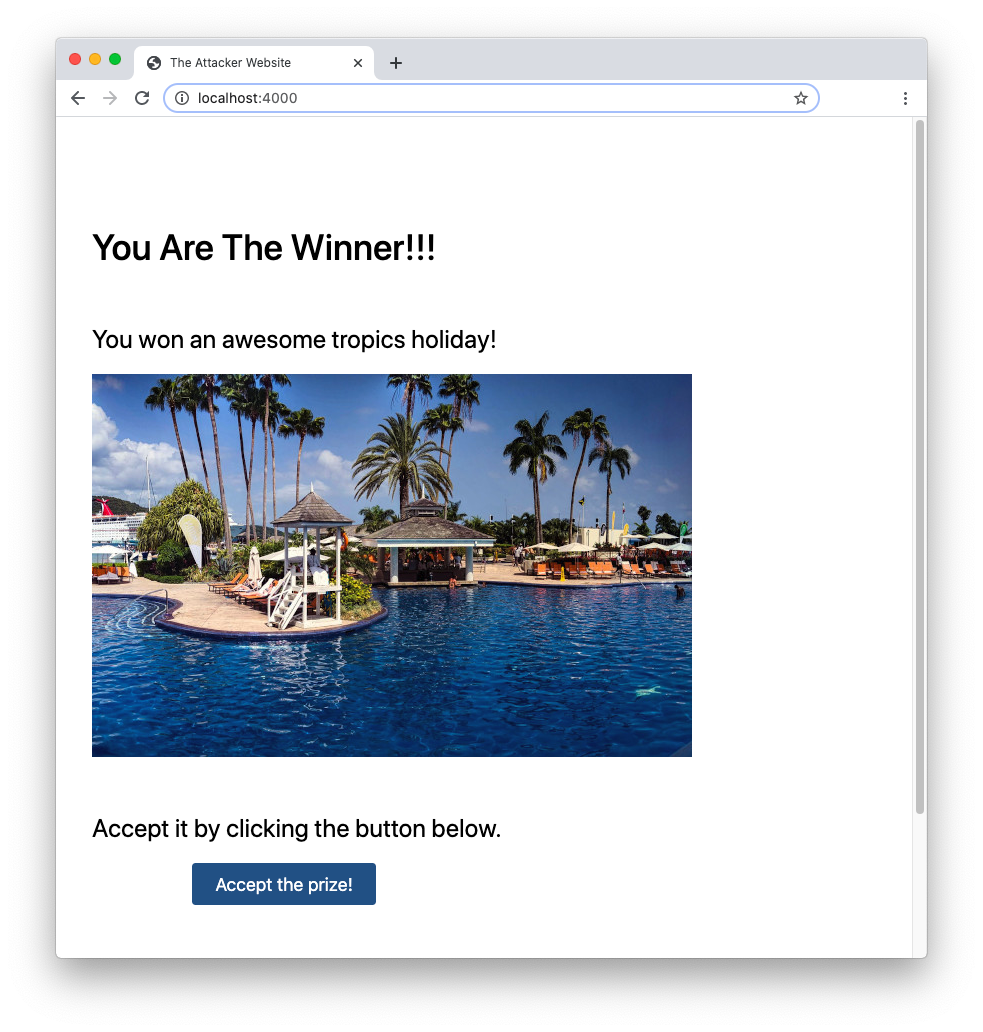 The Attacker Website
localhost:4000
You Are The Winner!!!
You won an awesome tropics holiday!
Accept it by clicking the button below.
Accept the prize!